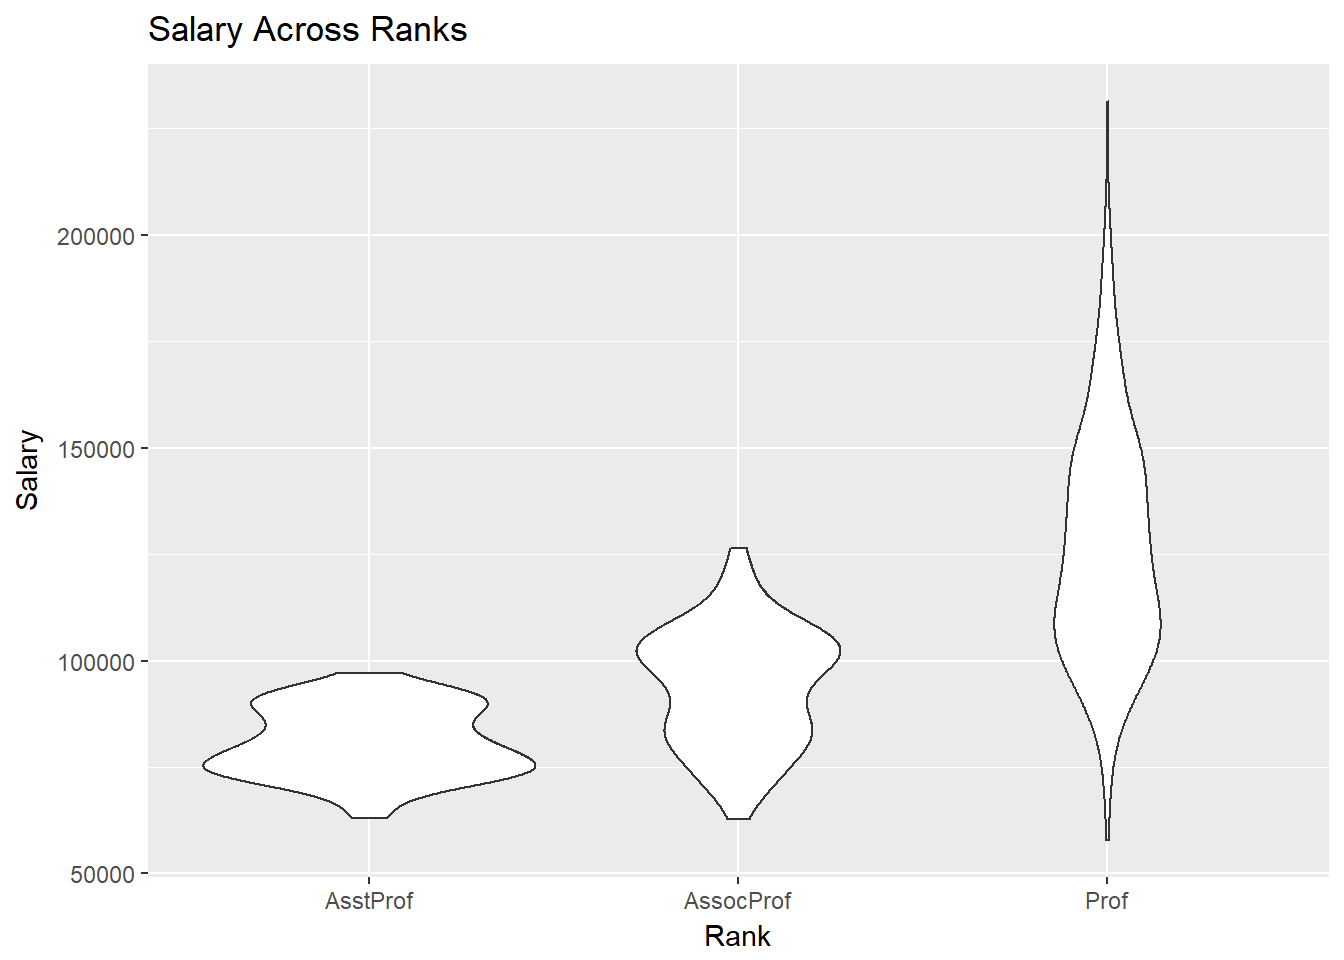 Salary Across Ranks
Salary
200000
150000
100000
50000
AsstProf AssocProf Prof
Rank